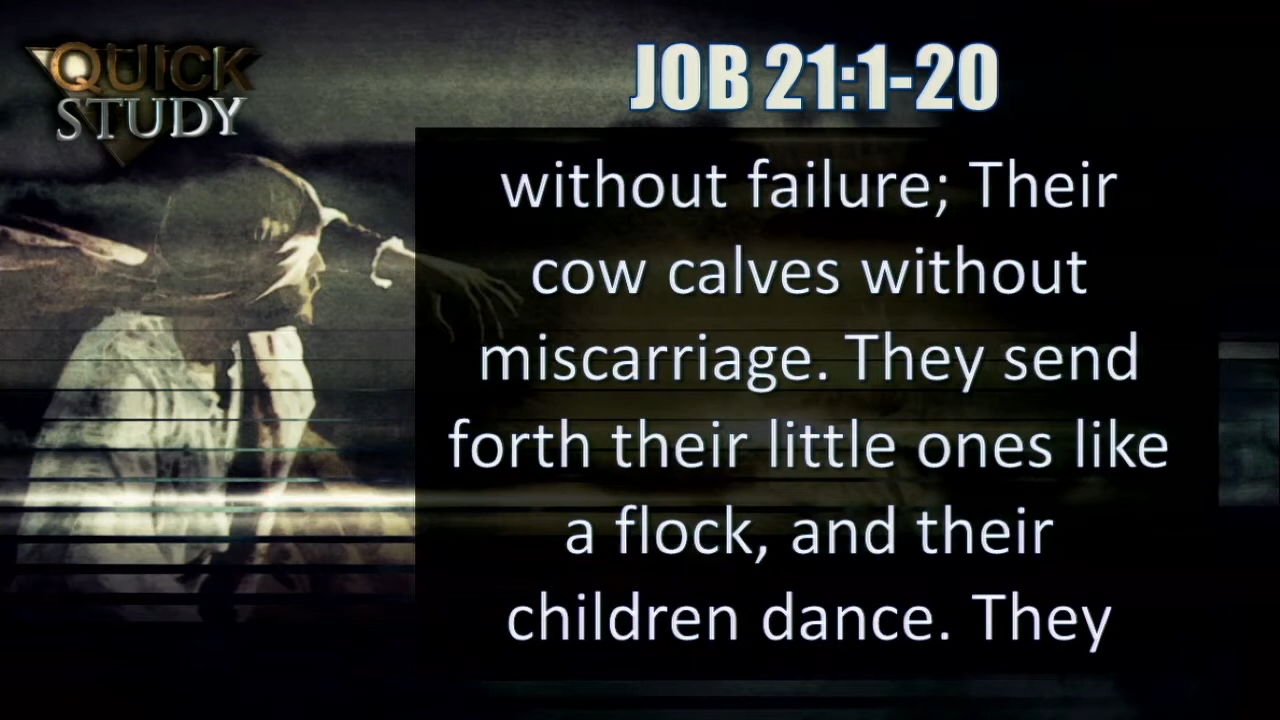 QUICK
STUDY
JOB 21:1-20
without failure; Their
cow calves without
miscarriage. They send
forth their little ones like
a flock, and their
children dance. They